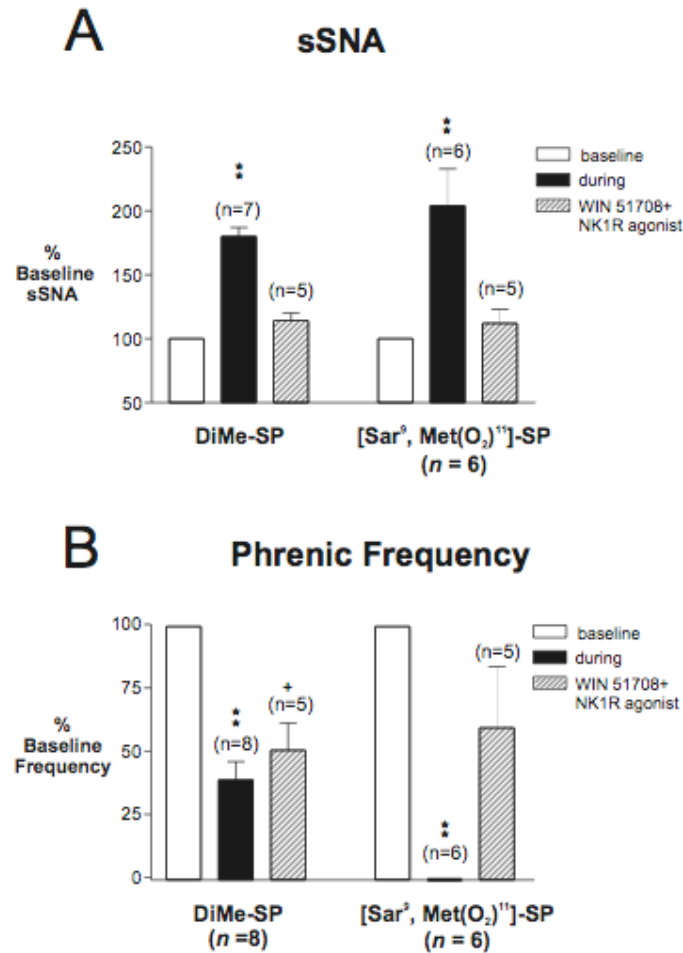 A
sSNA
250
200
150
100
50
%
Baseline
sSNA
**
(n=7)
(n=5)
**
(n=6)
(n=5)
baseline
during
WIN 51708+
NK1R agonist
DiMe-SP
[Sar⁹, Met(O₂)¹¹]-SP
(n = 6)
B
Phrenic Frequency
100
75
50
25
0
%
Baseline
Frequency
**
(n=8)
+
(n=5)
**
(n=6)
(n=5)
baseline
during
WIN 51708+
NK1R agonist
DiMe-SP
(n =8)
[Sar⁹, Met(O₂)¹¹]-SP
(n = 6)